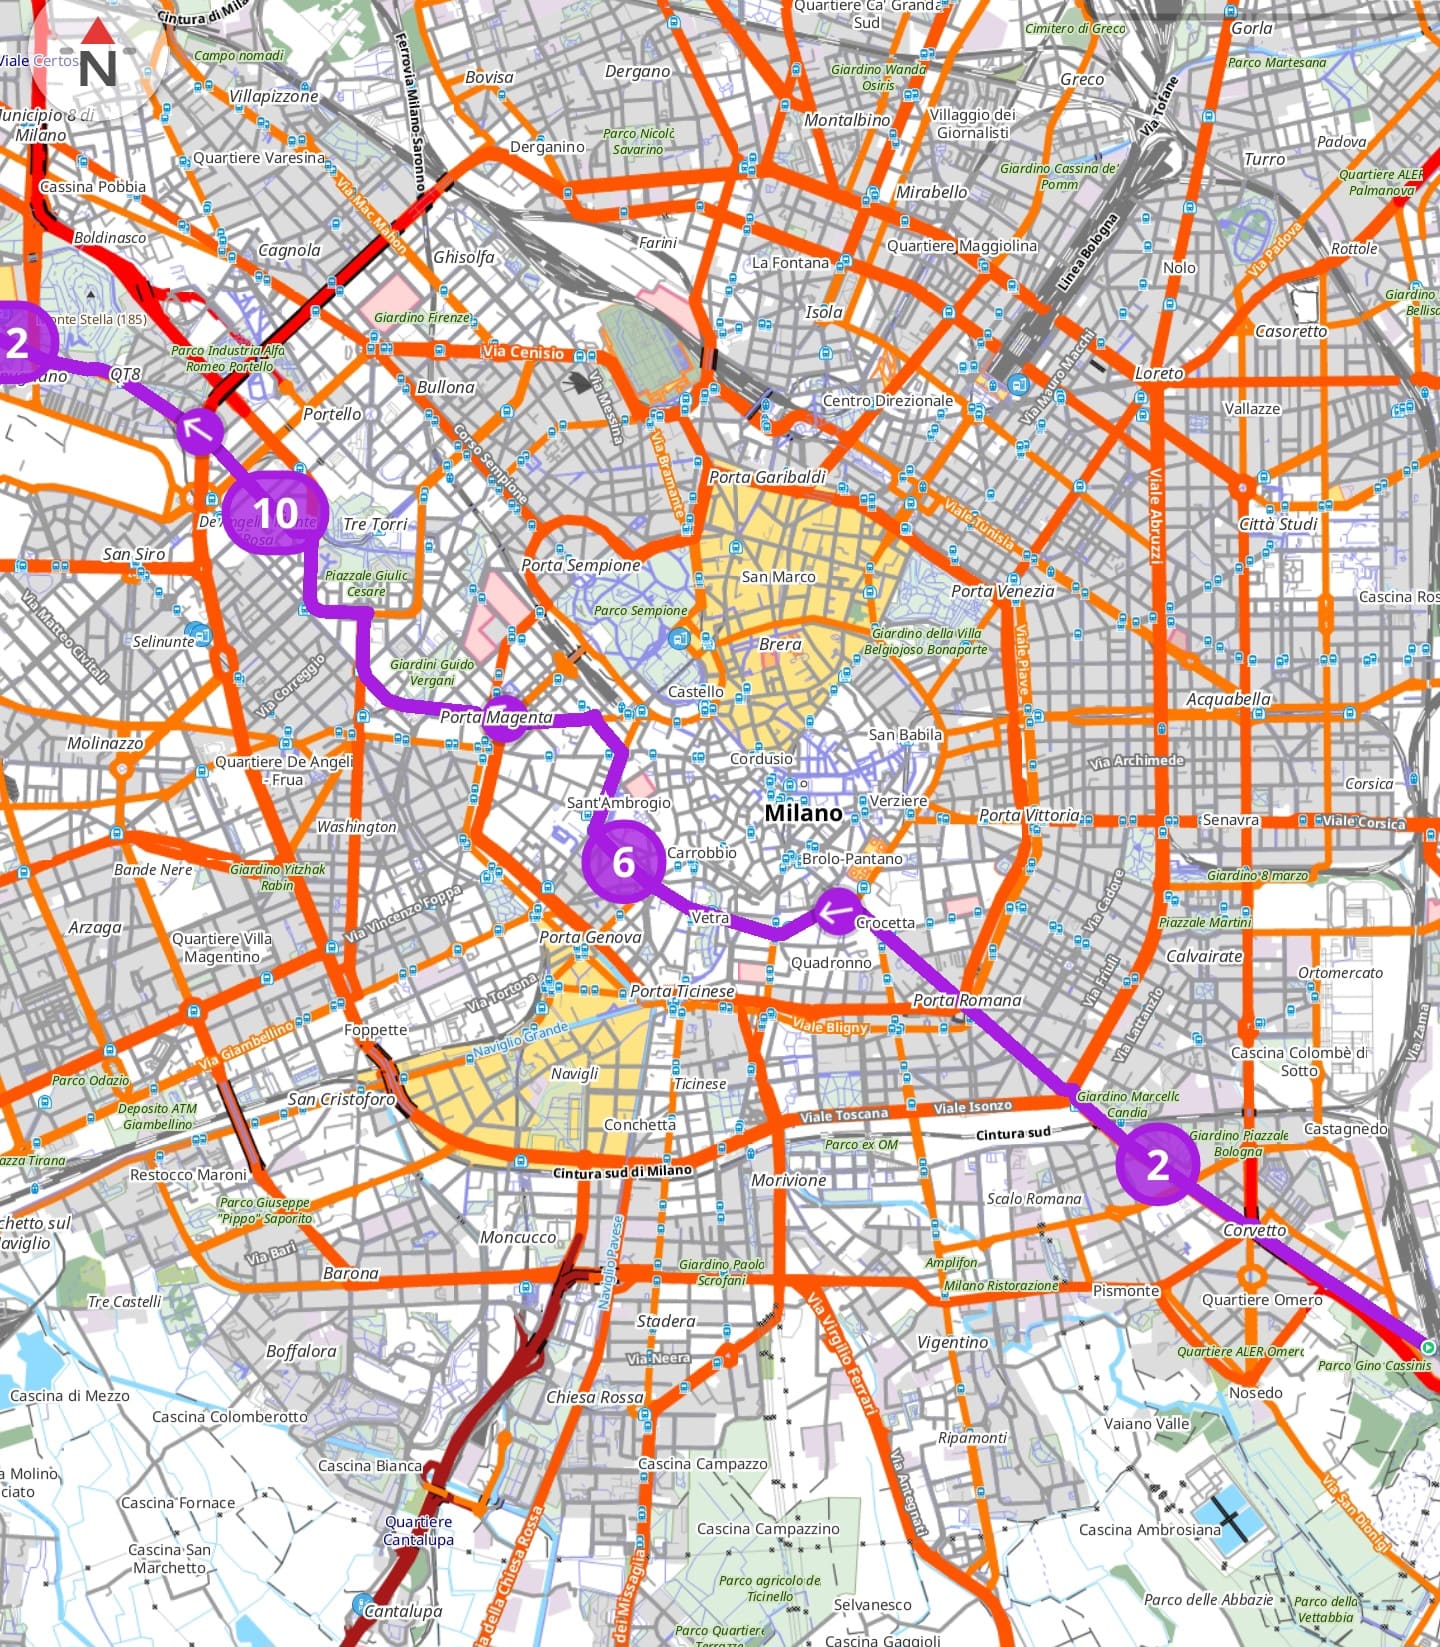 Cintura di Mila
Quartiere Ca' Granda
Sud
Cimitero di Greco
Gorla
Campo nomadi
Viale Certosa
N
Ferrovia Milano-Saronno
Bovisa
Dergano
Giardino Wanda
Osiris
Greco
Parco Martesana
Villapizzone
Municipio 8 di
Milano
Montalbino
Villaggio dei
Giornalisti
Via Tofane
Derganino
Parco Nicolò
Savarino
Padova
Quartiere Varesina
Turro
Cassina Pobbia
Via Mac Mahon
Mirabello
Giardino Cassina de'
Pomm
Quartiere ALER
Palmanova
Boldinasco
Cagnola
Ghisolfa
Farini
La Fontana
Quartiere Maggiolina
Linea Bologna
Nolo
Via Padova
Rottole
Monte Stella (185)
Giardino Firenze
Isola
Casoretto
Giardino
Bellisa
2
QT8
Parco Industria Alfa
Romeo Portello
Via Cenisio
Bullona
Via Messina
Centro Direzionale
Via Mauro Macchi
Loreto
Vallazze
Portello
Corso Sempione
Via Bramante
Porta Garibaldi
10
Tre Torri
Viale Tunisia
Viale Abruzzi
Città Studi
San Siro
Piazzale Giulio
Cesare
Porta Sempione
San Marco
Porta Venezia
Cascina Ros
Via Matteo Civitali
Selinunte
Parco Sempione
Brera
Giardino della Villa
Belgiojoso Bonaparte
Viale Piave
Via Correggio
Giardini Guido
Vergani
Castello
Acquabella
Porta Magenta
Molinazzo
Quartiere De Angeli
- Frua
Cordusio
San Babila
Via Archimede
Corsica
Sant'Ambrogio
Milano
Verziere
Porta Vittoria
Senavra
Viale Corsica
Washington
6
Carrobbio
Brolo-Pantano
Bande Nere
Giardino Yitzhak
Rabin
Giardino 8 marzo
Via Vincenzo Foppa
Vetra
Crocetta
Via Cadore
Piazzale Martini
Arzaga
Quartiere Villa
Magentino
Porta Genova
Quadronno
Calvairate
Ortomercato
Via Tortona
Porta Ticinese
Porta Romana
Via Friuli
Foppette
Via Giambellino
Naviglio Grande
Viale Bligny
Via Lattanzio
Via Zama
Parco Odazio
San Cristoforo
Navigli
Ticinese
Cascina Colombè di
Sotto
Deposito ATM
Giambellino
Conchetta
Viale Toscana
Viale Isonzo
Giardino Marcello
Candia
Cintura sud
Castagnedo
Parco ex OM
Giardino Piazzale
Bologna
azza Tirana
Restocco Maroni
Cintura sud di Milano
Morivione
2
Parco Giuseppe
"Pippo" Saporito
Scalo Romana
chetto sul
aviglio
Moncucco
Corvetto
Via Bari
Barona
Naviglio Pavese
Giardino Paolo
Scrofani
Amplifon
Milano Ristorazione
Pismonte
Quartiere Omero
Tre Castelli
Stadera
Via Virgilio Ferrari
Vigentino
Quartiere ALER Omero
Parco Gino Cassinis
Boffalora
Via Neera
Cascina di Mezzo
Chiesa Rossa
Nosedo
Cascina Colomberotto
Vaiano Valle
Ripamonti
Cascina Bianca
Cascina Campazzo
Via Antegnati
a Molino
ciato
Cascina Fornace
Via San Dionigi
Quartiere
Cantalupa
Cascina Campazzino
Cascina Ambrosiana
Cascina San
Marchetto
Parco agricolo de
Ticinello
Parco delle Abbazie
Parco della
Vettabbia
Cantalupa
ia della Chiesa Rossa
dei Missaglia
Selvanesco
Parco Quartiere
Terrazze
Cascina Gaggioli